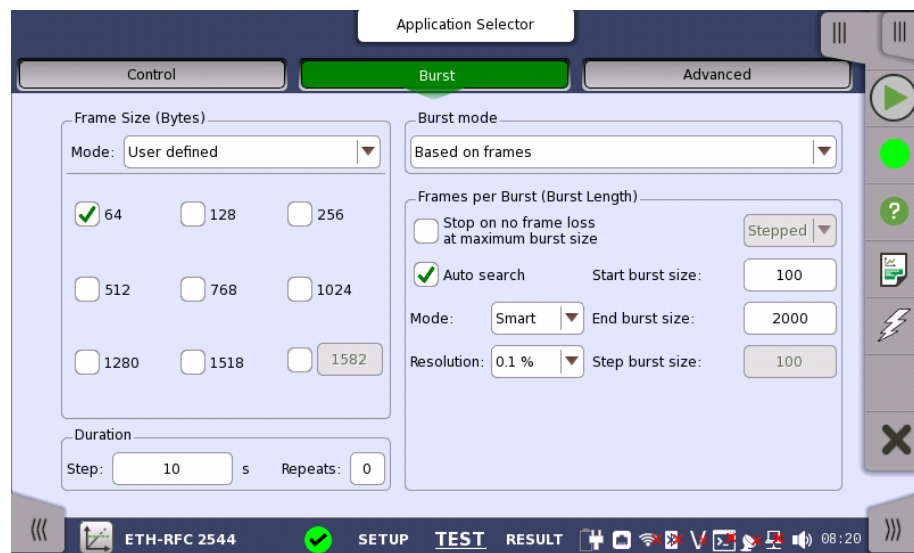 Application Selector
Control Burst Advanced
Frame Size (Bytes)
Mode: User defined
64 128 256
512 768 1024
1280 1518 1582
Duration
Step: 10 s Repeats: 0
Burst mode
Based on frames
Frames per Burst (Burst Length)
Stop on no frame loss
at maximum burst size
Stepped
Auto search Start burst size: 100
Mode: Smart End burst size: 2000
Resolution: 0.1 % Step burst size: 100
ETH-RFC 2544 SETUP TEST RESULT 08:20